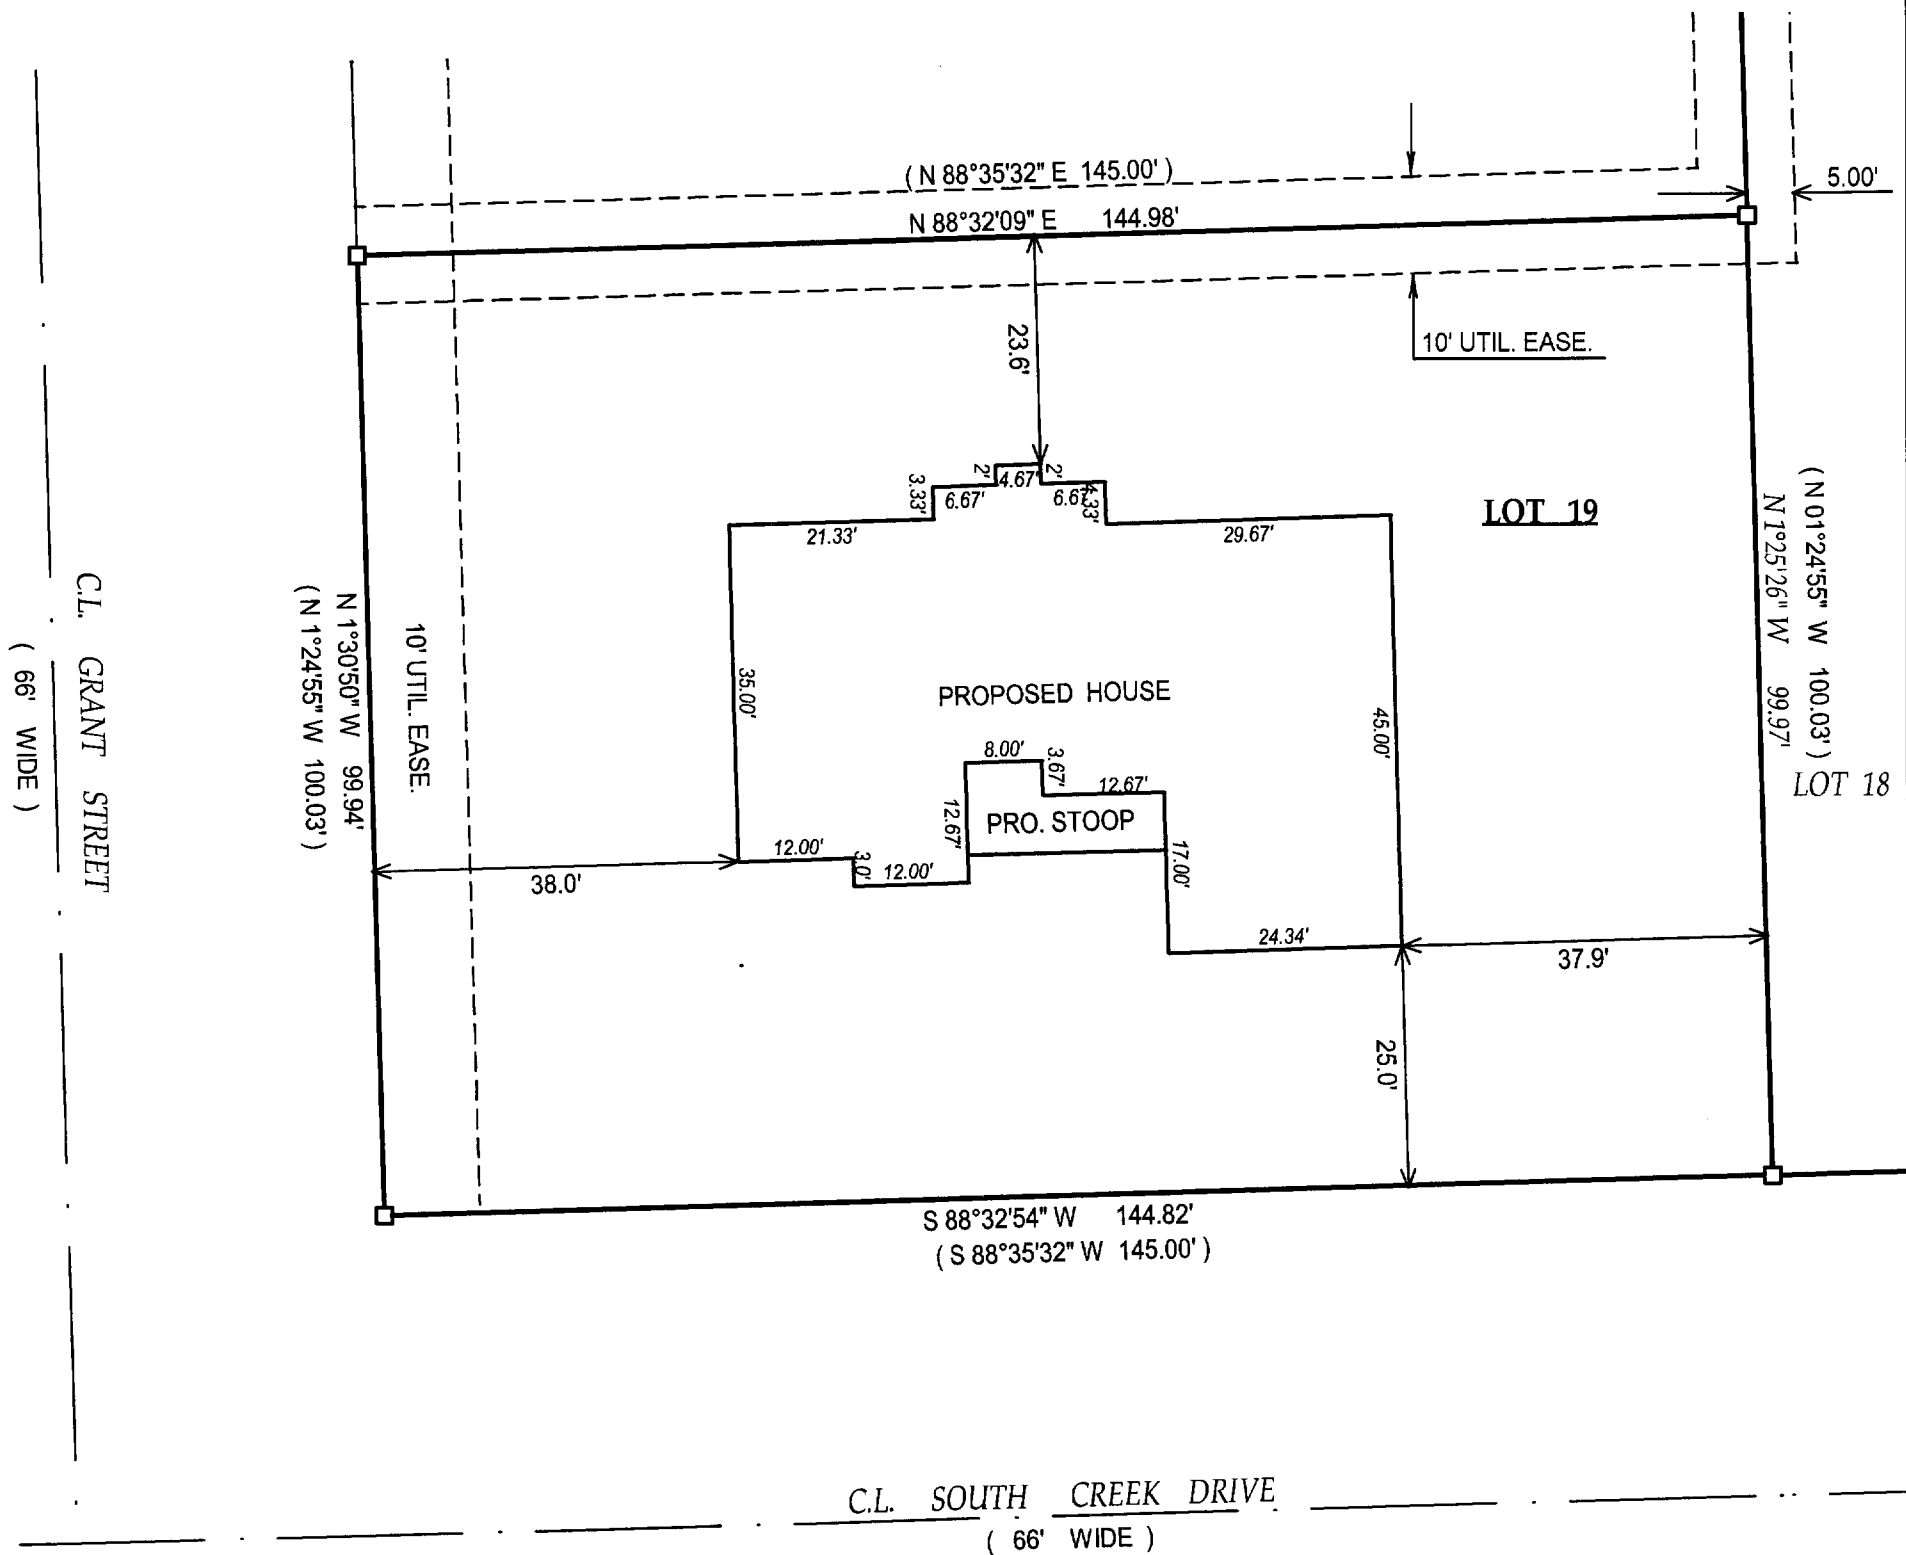 ( N 88°35'32" E 145.00' )
5.00'
N 88°32'09" E 144.98'
23.6'
10' UTIL. EASE.
3.33'
2'
4.67'
2'
6.67'
6.67'
4.33'
LOT 19
21.33'
29.67'
( N 01°24'55" W 100.03' )
N 1°25'26" W 99.97'
LOT 18
C.L. GRANT STREET
( 66' WIDE )
N 1°30'50" W 99.94'
( N 1°24'55" W 100.03' )
10' UTIL. EASE.
35.00'
PROPOSED HOUSE
45.00'
8.00'
3.67'
12.67'
12.67'
PRO. STOOP
12.00'
3.0'
12.00'
17.00'
38.0'
24.34'
37.9'
25.0'
S 88°32'54" W 144.82'
( S 88°35'32" W 145.00' )
C.L. SOUTH CREEK DRIVE
( 66' WIDE )